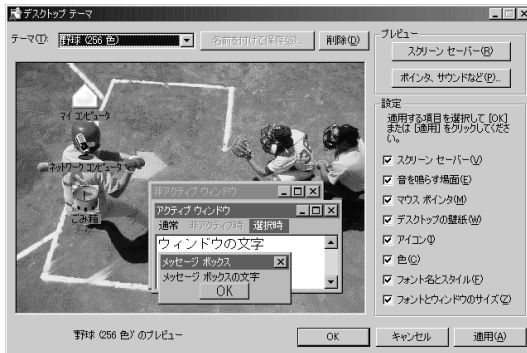 デスクトップ テーマ
テーマ(T):
野球 (256 色)
名前を付けて保存(S)...
削除(D)
プレビュー
スクリーン セーバー(R)
ポインタ、サウンドなど(P)...
設定
適用する項目を選択して [OK]
または [適用] をクリックしてくださ
い。
スクリーン セーバー(V)
音を鳴らす場面(E)
マウス ポインタ(M)
デスクトップの壁紙(W)
アイコン(I)
色(C)
フォント名とスタイル(F)
フォントとウィンドウのサイズ(Z)
マイ コンピュータ
ネットワーク コンピュータ
ごみ箱
非アクティブ ウィンドウ
アクティブ ウィンドウ
通常 非アクティブ時 選択時
ウィンドウの文字
メッセージ ボックス
メッセージ ボックスの文字
OK
'野球 (256 色)' のプレビュー
OK
キャンセル
適用(A)